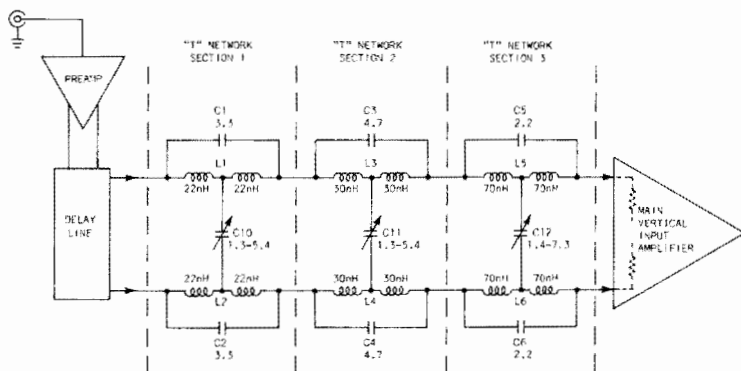 "T" NETWORK
SECTION 1
"T" NETWORK
SECTION 2
"T" NETWORK
SECTION 3
PREAMP
C1
3.3
C3
4.7
C5
2.2
L1
22nH
22nH
L3
30nH
30nH
L5
70nH
70nH
DELAY
LINE
C10
1.3-5.4
C11
1.3-5.4
C12
1.4-7.3
MAIN
VERTICAL
INPUT
AMPLIFIER
22nH
22nH
L2
30nH
30nH
L4
70nH
70nH
L6
C2
3.3
C4
4.7
C6
2.2